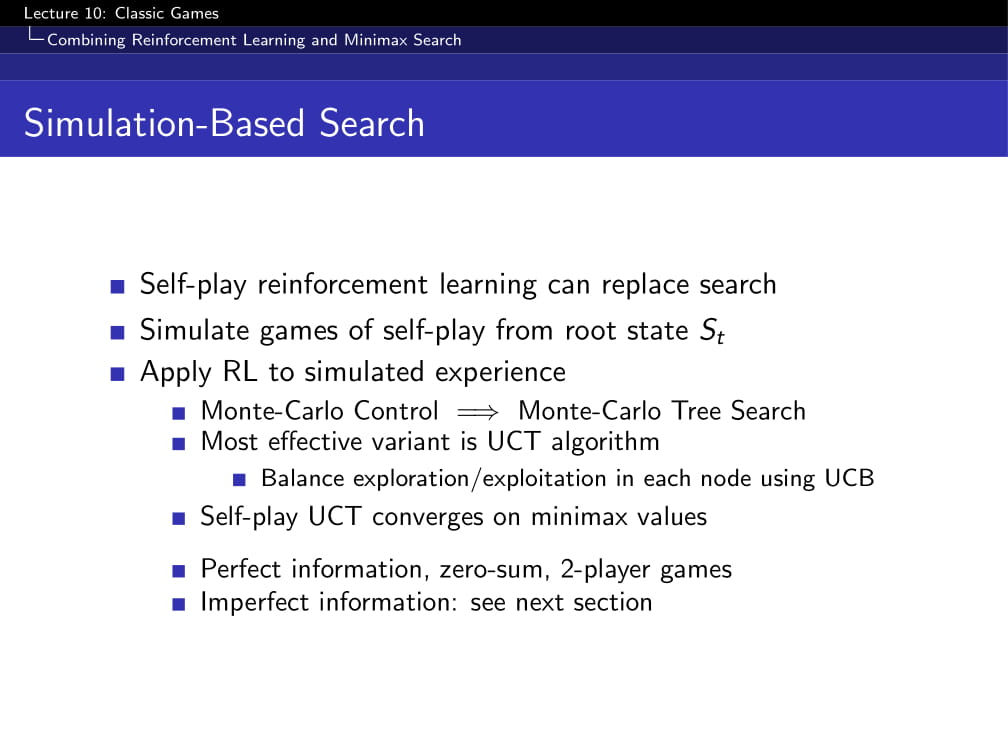 Lecture 10: Classic Games
Combining Reinforcement Learning and Minimax Search
Simulation-Based Search
Self-play reinforcement learning can replace search
Simulate games of self-play from root state S_t
Apply RL to simulated experience
Monte-Carlo Control ⟹ Monte-Carlo Tree Search
Most effective variant is UCT algorithm
Balance exploration/exploitation in each node using UCB
Self-play UCT converges on minimax values
Perfect information, zero-sum, 2-player games
Imperfect information: see next section